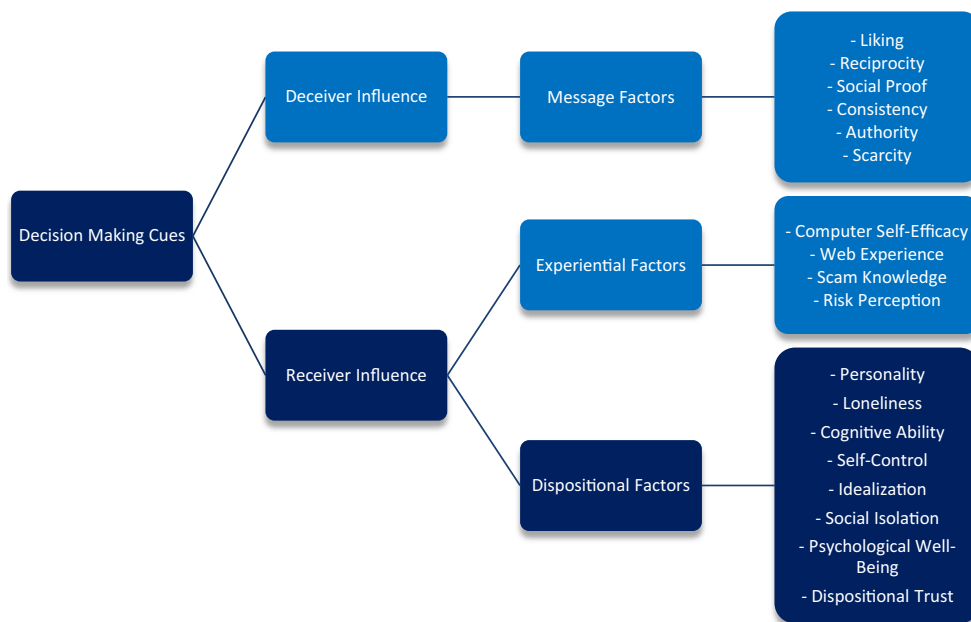 Decision Making Cues
Deceiver Influence
Message Factors
- Liking
- Reciprocity
- Social Proof
- Consistency
- Authority
- Scarcity
Receiver Influence
Experiential Factors
- Computer Self-Efficacy
- Web Experience
- Scam Knowledge
- Risk Perception
Dispositional Factors
- Personality
- Loneliness
- Cognitive Ability
- Self-Control
- Idealization
- Social Isolation
- Psychological Well-
Being
- Dispositional Trust